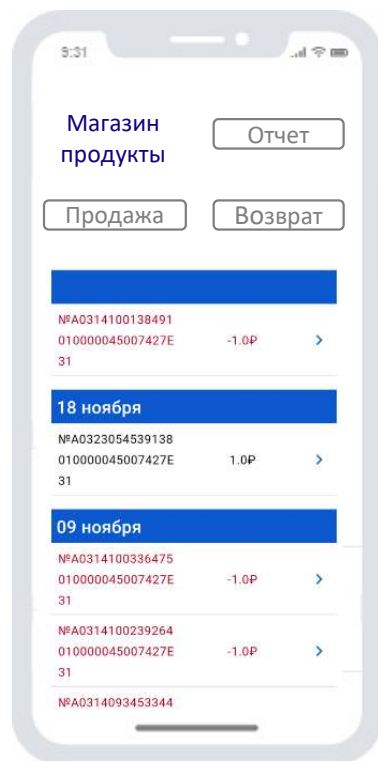 9:31
Магазин
продукты
Отчет
Продажа
Возврат
№A0314100138491
010000045007427E
31
-1.0₽
18 ноября
№A0323054539138
010000045007427E
31
1.0₽
09 ноября
№A0314100336475
010000045007427E
31
-1.0₽
№A0314100239264
010000045007427E
31
-1.0₽
№A0314093453344